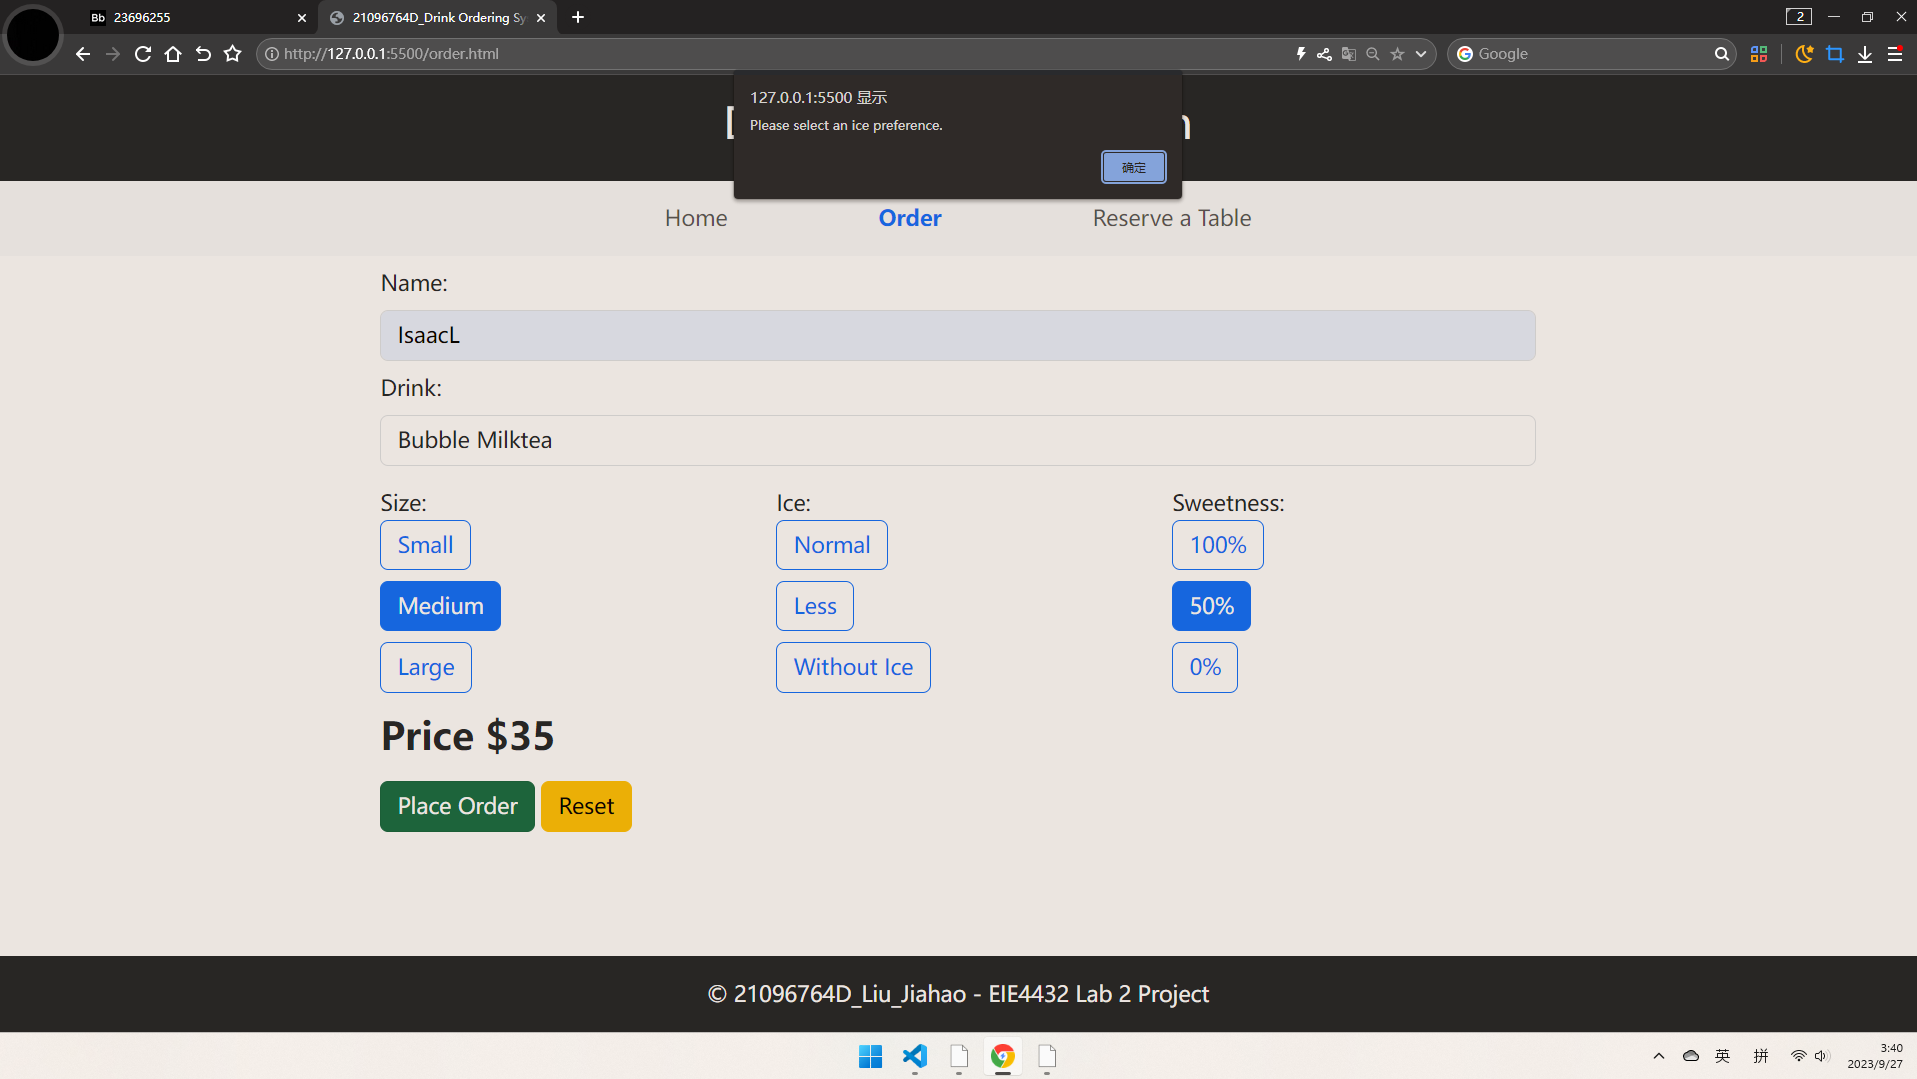 Bb 23696255
21096764D_Drink Ordering Sy
2
http://127.0.0.1:5500/order.html
Google
127.0.0.1:5500 显示
Please select an ice preference.
确定
Home
Order
Reserve a Table
Name:
IsaacL
Drink:
Bubble Milktea
Size:
Ice:
Sweetness:
Small
Normal
100%
Medium
Less
50%
Large
Without Ice
0%
Price $35
Place Order
Reset
© 21096764D_Liu_Jiahao - EIE4432 Lab 2 Project
英
拼
3:40
2023/9/27